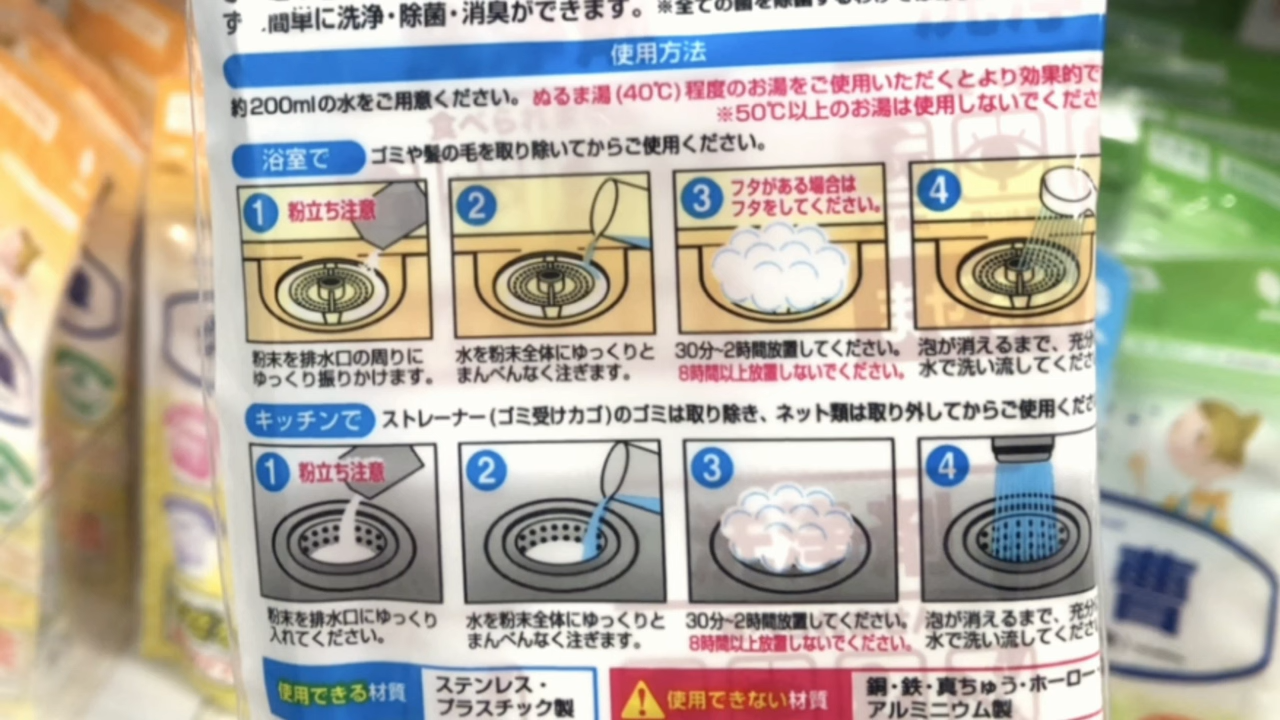 簡単に洗浄・除菌・消臭ができます。
使用方法
約200mlの水をご用意ください。ぬるま湯(40℃)程度のお湯をご使用いただくとより効果的で
※50℃以上のお湯は使用しないでくださ
浴室で ゴミや髪の毛を取り除いてからご使用ください。
1 粉立ち注意
2
3 フタがある場合は
フタをしてください。
4
粉末を排水口の周りに
ゆっくり振りかけます。
水を粉末全体にゆっくりと
まんべんなく注ぎます。
30分~2時間放置してください。
8時間以上放置しないでください。
泡が消えるまで、充分
水で洗い流してくださ
キッチンで ストレーナー(ゴミ受けカゴ)のゴミは取り除き、ネット類は取り外してからご使用くださ
1 粉立ち注意
2
3
4
粉末を排水口にゆっくり
入れてください。
水を粉末全体にゆっくりと
まんべんなく注ぎます。
30分~2時間放置してください。
8時間以上放置しないでください。
泡が消えるまで、充分
水で洗い流してくださ
使用できる材質
ステンレス・
プラスチック製
使用できない材質
銅・鉄・真ちゅう・ホーロー・
アルミニウム製